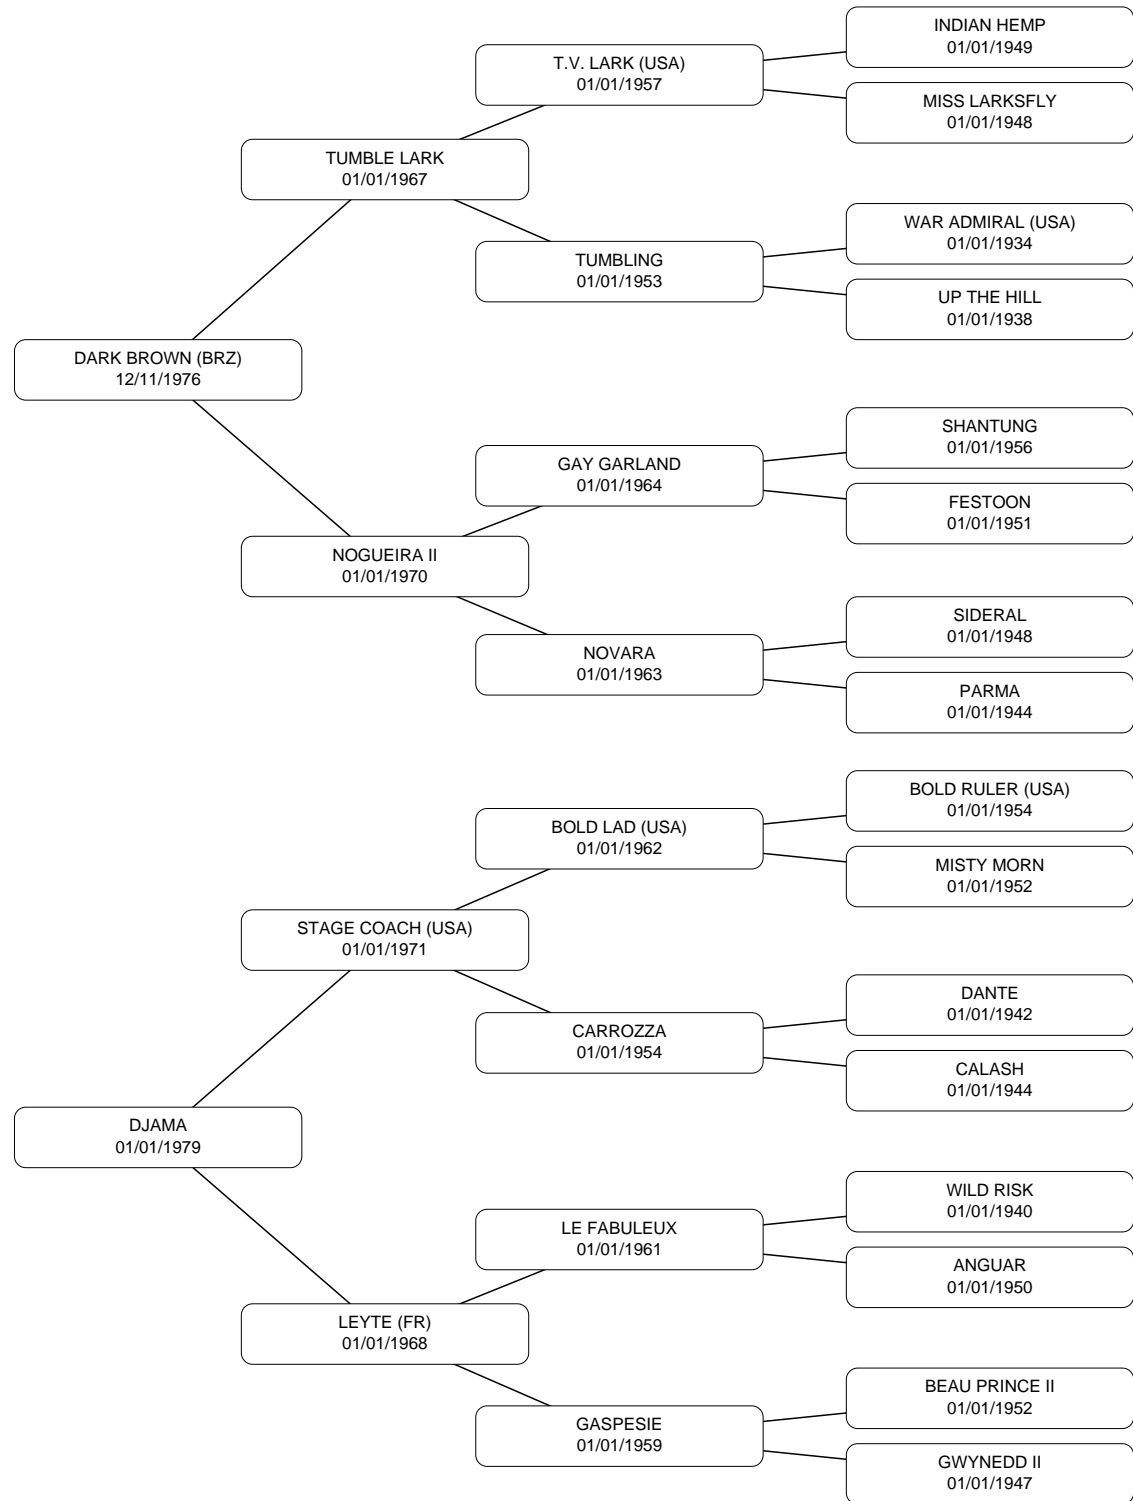 INDIAN HEMP
01/01/1949
T.V. LARK (USA)
01/01/1957
MISS LARKSFLY
01/01/1948
TUMBLE LARK
01/01/1967
WAR ADMIRAL (USA)
01/01/1934
TUMBLING
01/01/1953
UP THE HILL
01/01/1938
DARK BROWN (BRZ)
12/11/1976
SHANTUNG
01/01/1956
GAY GARLAND
01/01/1964
FESTOON
01/01/1951
NOGUEIRA II
01/01/1970
SIDERAL
01/01/1948
NOVARA
01/01/1963
PARMA
01/01/1944
BOLD RULER (USA)
01/01/1954
BOLD LAD (USA)
01/01/1962
MISTY MORN
01/01/1952
STAGE COACH (USA)
01/01/1971
DANTE
01/01/1942
CARROZZA
01/01/1954
CALASH
01/01/1944
DJAMA
01/01/1979
WILD RISK
01/01/1940
LE FABULEUX
01/01/1961
ANGUAR
01/01/1950
LEYTE (FR)
01/01/1968
BEAU PRINCE II
01/01/1952
GASPESIE
01/01/1959
GWYNEDD II
01/01/1947